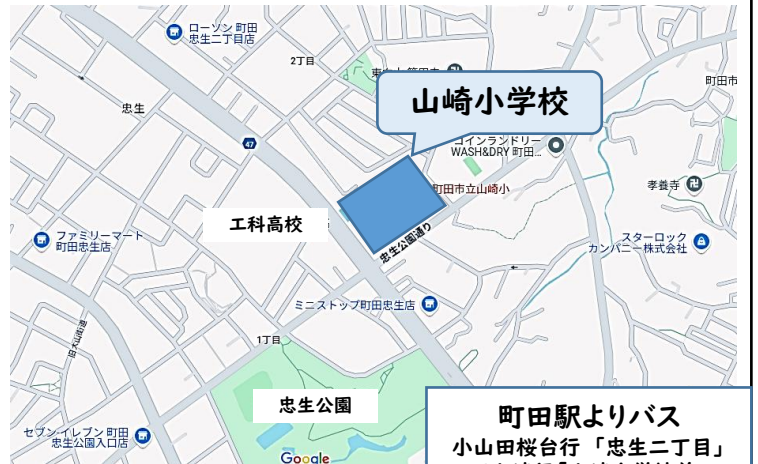 ローソン 町田
忠生二丁目店
2丁目
山崎小学校
町田市
忠生
47
コインランドリー
WASH&DRY 町田...
町田市立山崎小
孝養寺
工科高校
ファミリーマート
町田忠生店
忠生公園通り
スターロック
カンパニー株式会社
ミニストップ町田忠生店
旧大山街道
1丁目
忠生公園
セブン-イレブン 町田
忠生公園入口店
Google
町田駅よりバス
小山田桜台行「忠生二丁目」